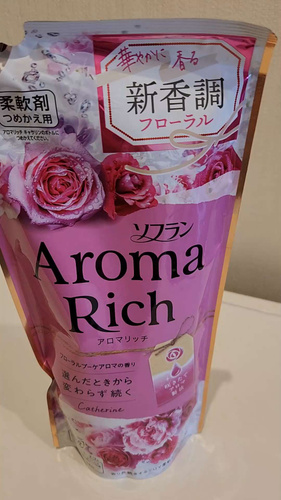 華やかに香る
新香調
フローラル
柔軟剤
つめかえ用
ソフラン
Aroma
Rich
アロマリッチ
フローラルブーケアロマの香り
選んだときから
変わらず続く
Catherine